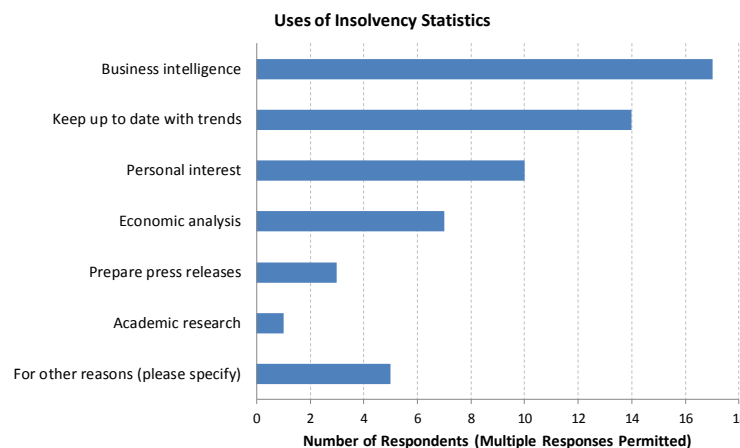 Uses of Insolvency Statistics
Business intelligence
Keep up to date with trends
Personal interest
Economic analysis
Prepare press releases
Academic research
For other reasons (please specify)
0 2 4 6 8 10 12 14 16 18
Number of Respondents (Multiple Responses Permitted)